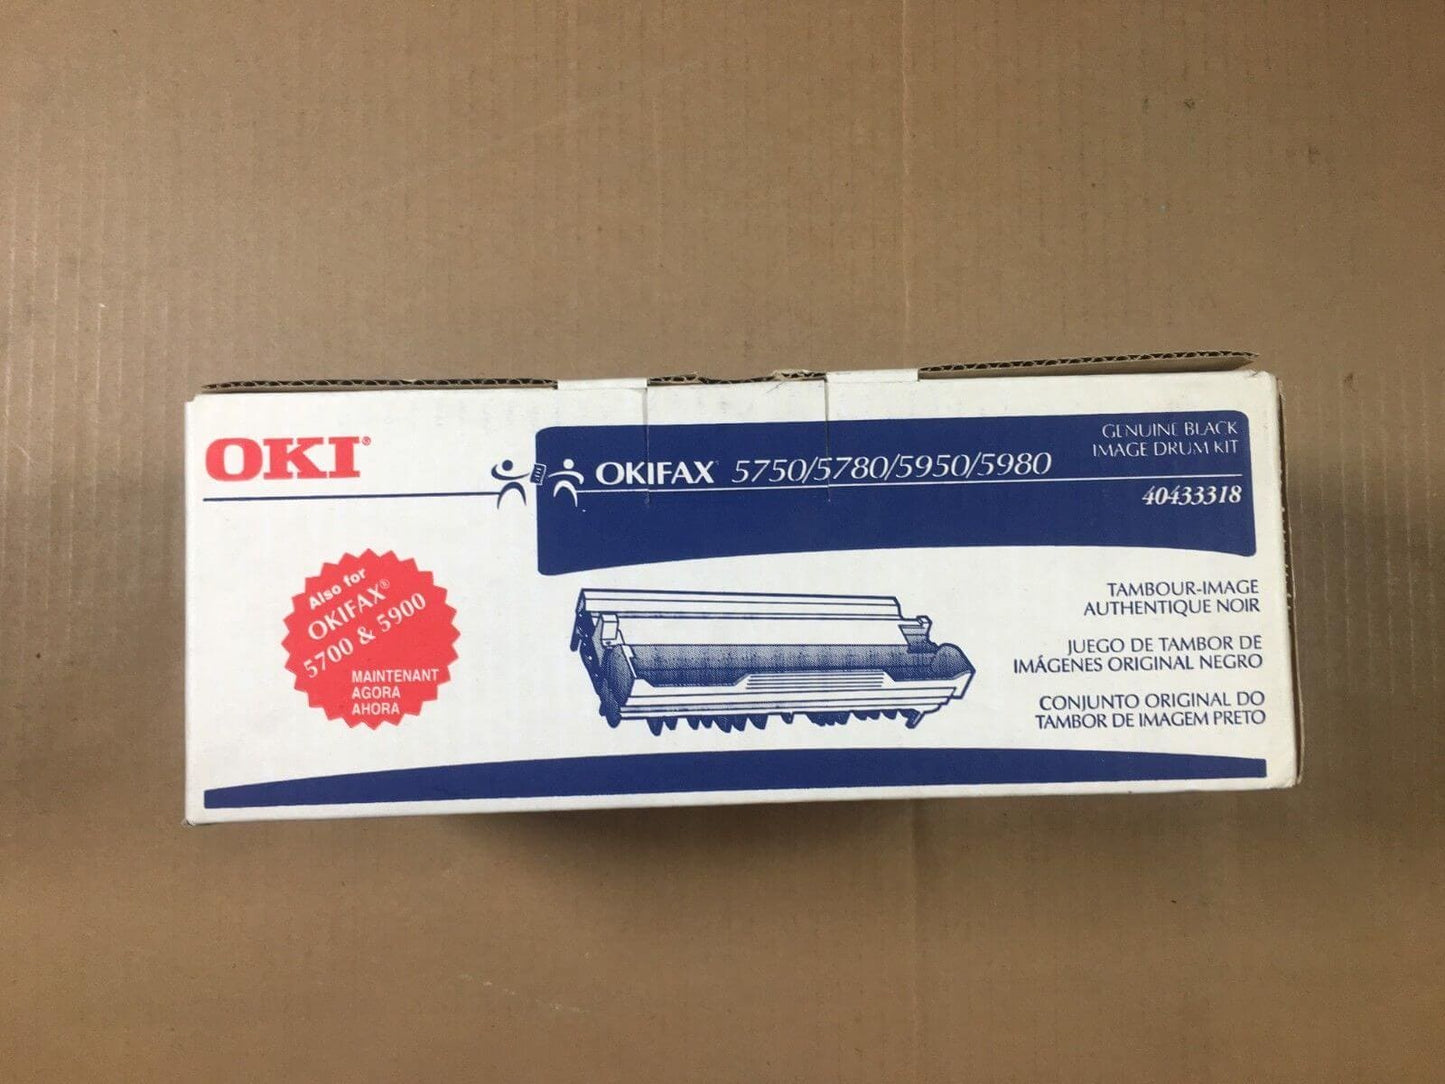 OKI®
OKIFAX 5750/5780/5950/5980
GENUINE BLACK
IMAGE DRUM KIT
40433318
Also for
OKIFAX®
5700 & 5900
MAINTENANT
AGORA
AHORA
TAMBOUR-IMAGE
AUTHENTIQUE NOIR
JUEGO DE TAMBOR DE
IMÁGENES ORIGINAL NEGRO
CONJUNTO ORIGINAL DO
TAMBOR DE IMAGEM PRETO